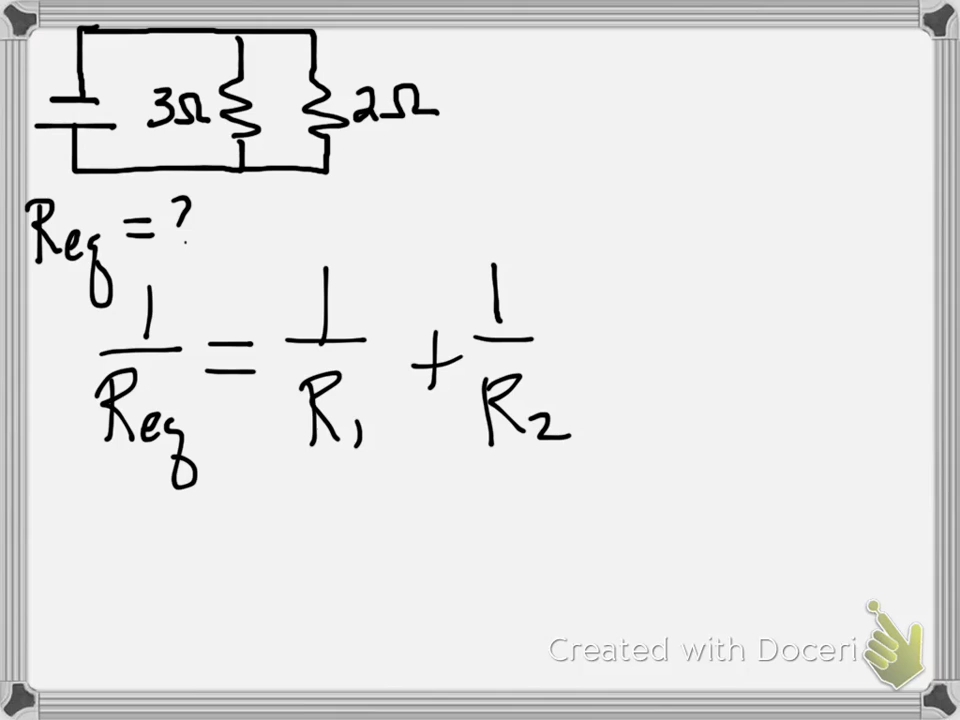 3Ω 2Ω
Req = ?
1/Req = 1/R₁ + 1/R₂
Created with Doceri